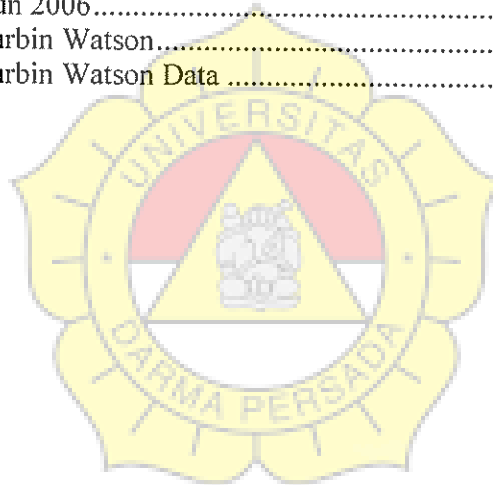 un 2006...........................................................
urbin Watson................................................
urbin Watson Data ......................................
UNIVERSITAS
DARMA PERSADA